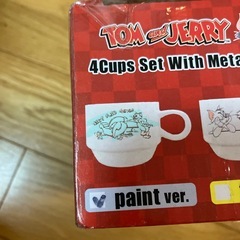 TOM AND JERRY
4Cups Set With Meta
paint ver.